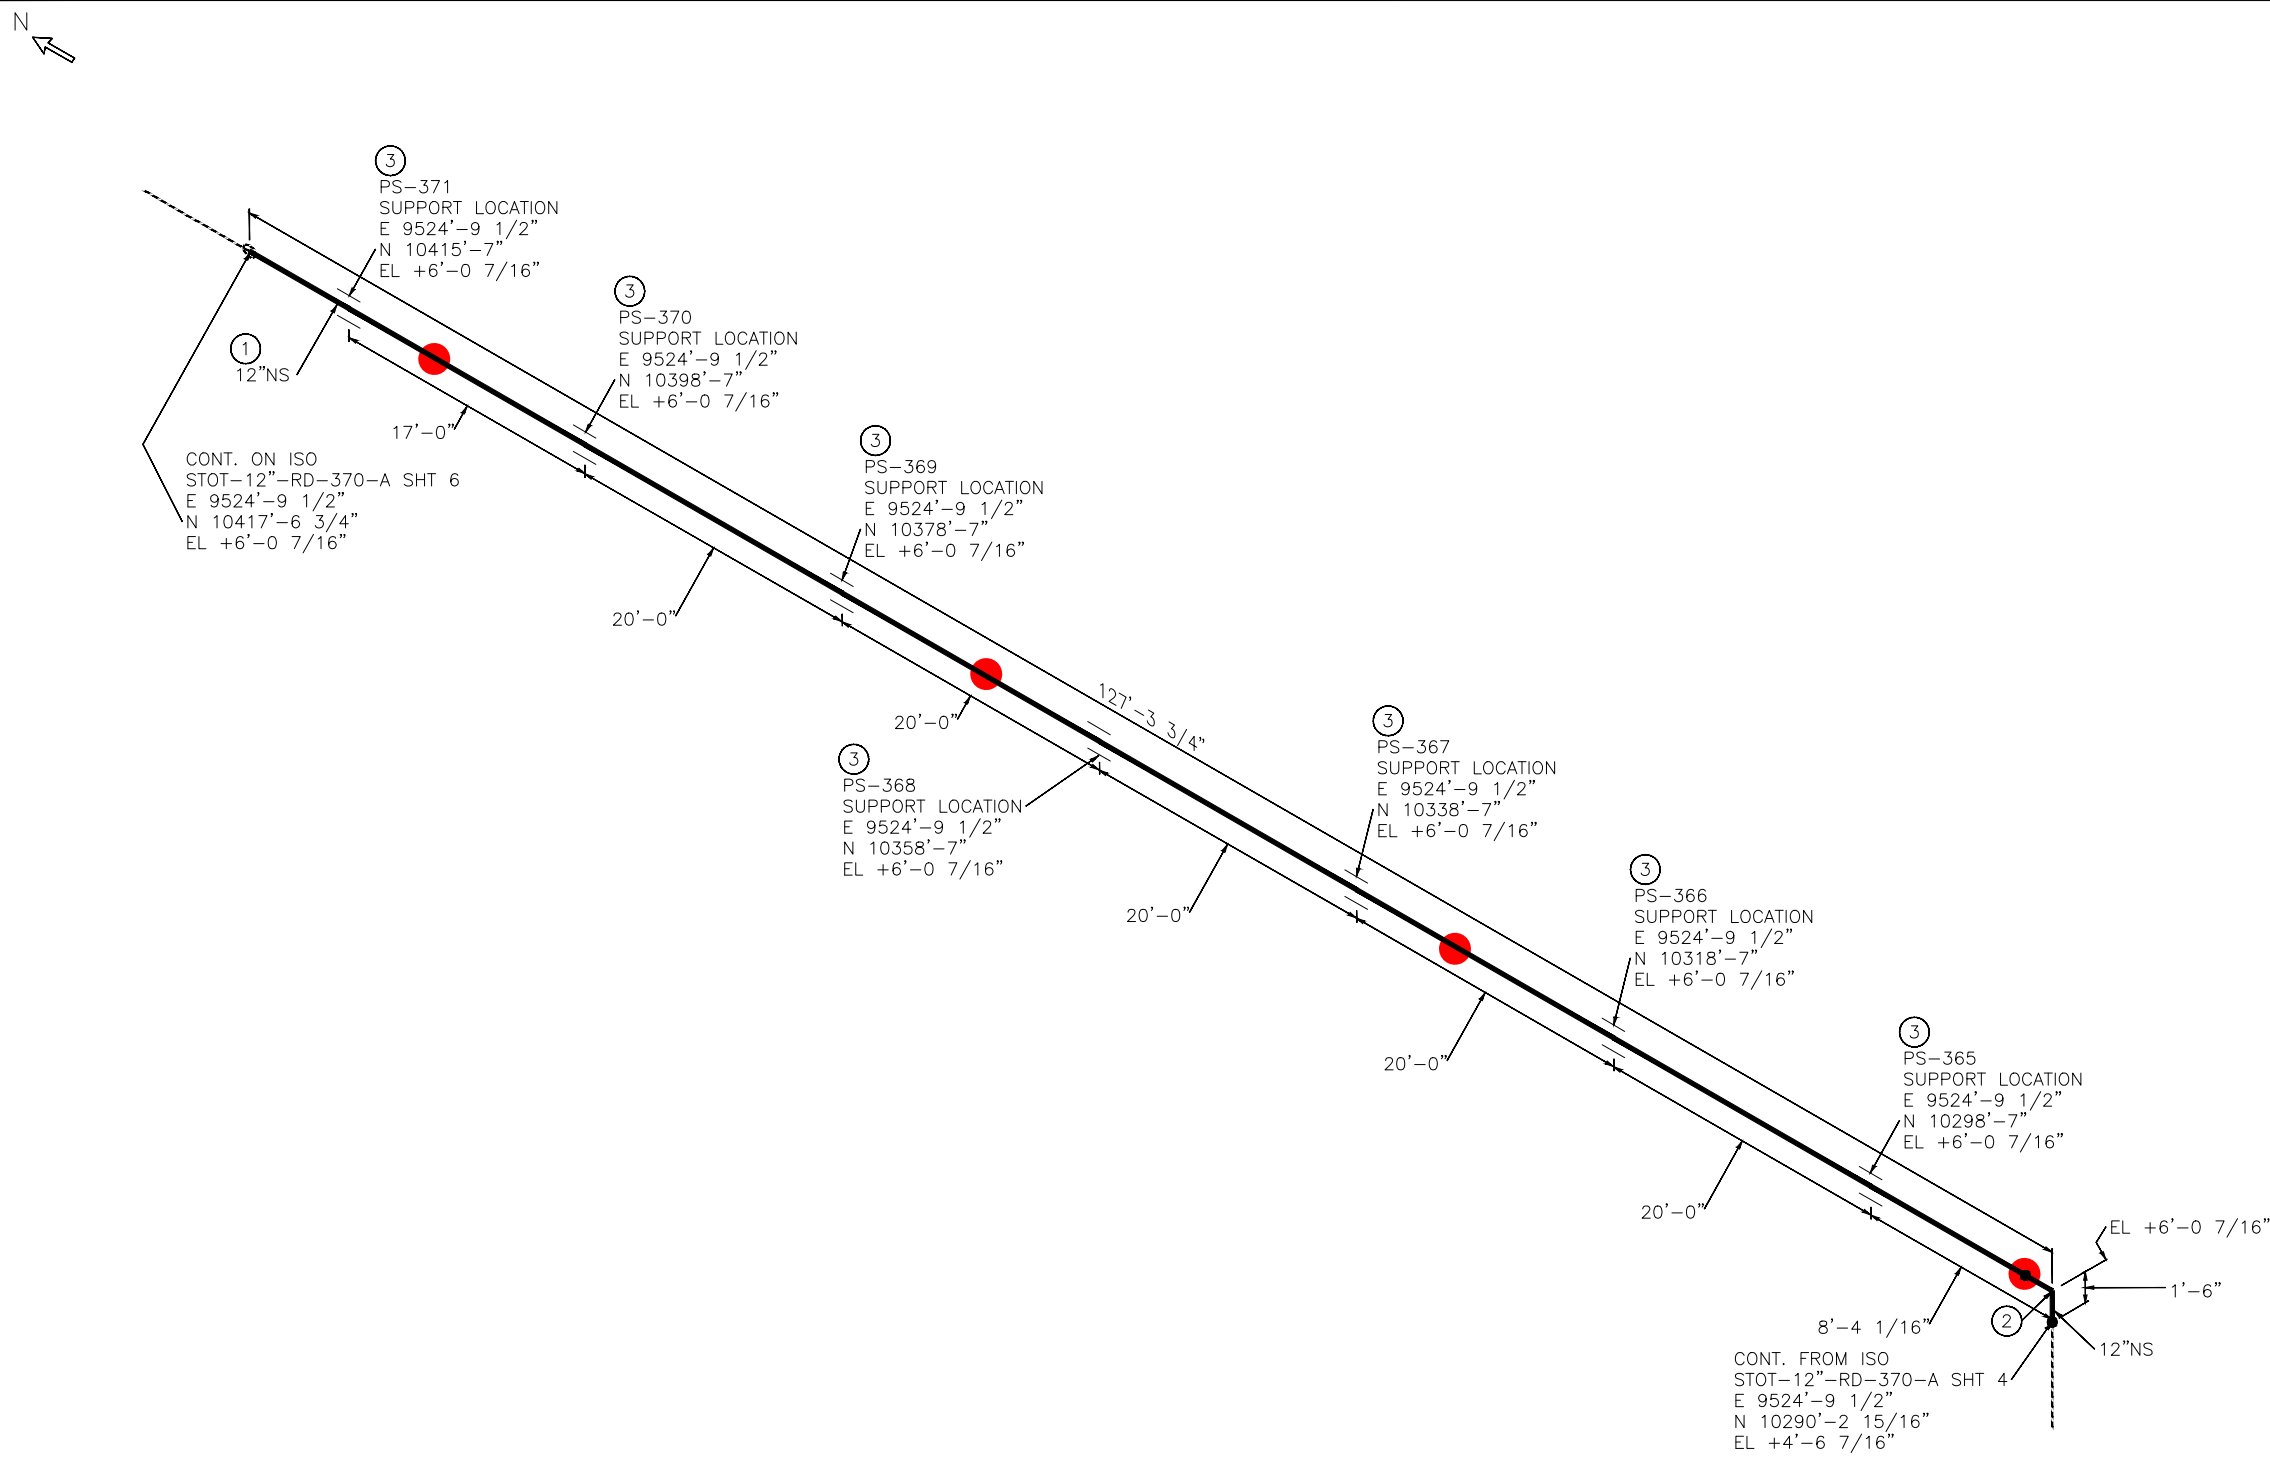 N
3
PS-371
SUPPORT LOCATION
E 9524'-9 1/2"
N 10415'-7"
EL +6'-0 7/16"
3
PS-370
SUPPORT LOCATION
E 9524'-9 1/2"
N 10398'-7"
EL +6'-0 7/16"
1
12"NS
17'-0"
CONT. ON ISO
STOT-12"-RD-370-A SHT 6
E 9524'-9 1/2"
N 10417'-6 3/4"
EL +6'-0 7/16"
3
PS-369
SUPPORT LOCATION
E 9524'-9 1/2"
N 10378'-7"
EL +6'-0 7/16"
20'-0"
20'-0"
127'-3 3/4"
3
PS-368
SUPPORT LOCATION
E 9524'-9 1/2"
N 10358'-7"
EL +6'-0 7/16"
3
PS-367
SUPPORT LOCATION
E 9524'-9 1/2"
N 10338'-7"
EL +6'-0 7/16"
20'-0"
3
PS-366
SUPPORT LOCATION
E 9524'-9 1/2"
N 10318'-7"
EL +6'-0 7/16"
20'-0"
3
PS-365
SUPPORT LOCATION
E 9524'-9 1/2"
N 10298'-7"
EL +6'-0 7/16"
20'-0"
EL +6'-0 7/16"
1'-6"
2
8'-4 1/16"
12"NS
CONT. FROM ISO
STOT-12"-RD-370-A SHT 4
E 9524'-9 1/2"
N 10290'-2 15/16"
EL +4'-6 7/16"